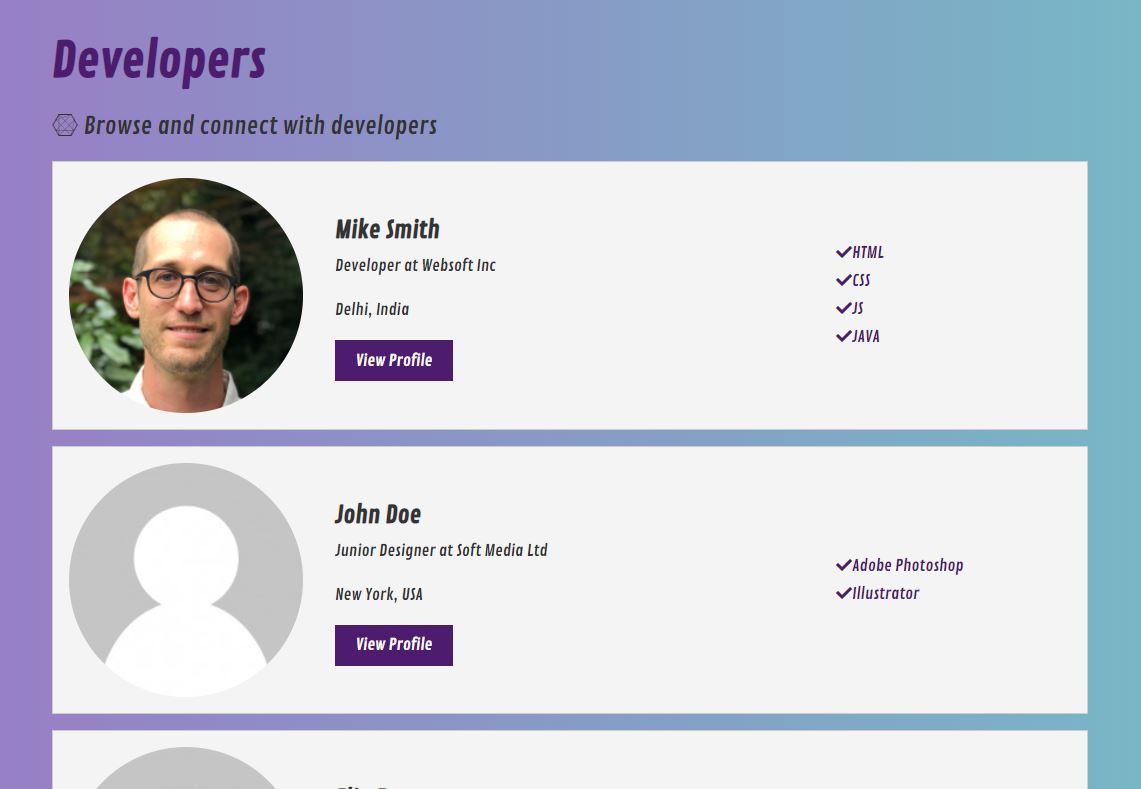 Developers
Browse and connect with developers
Mike Smith
Developer at Websoft Inc
Delhi, India
View Profile
HTML
CSS
JS
JAVA
John Doe
Junior Designer at Soft Media Ltd
New York, USA
View Profile
Adobe Photoshop
Illustrator